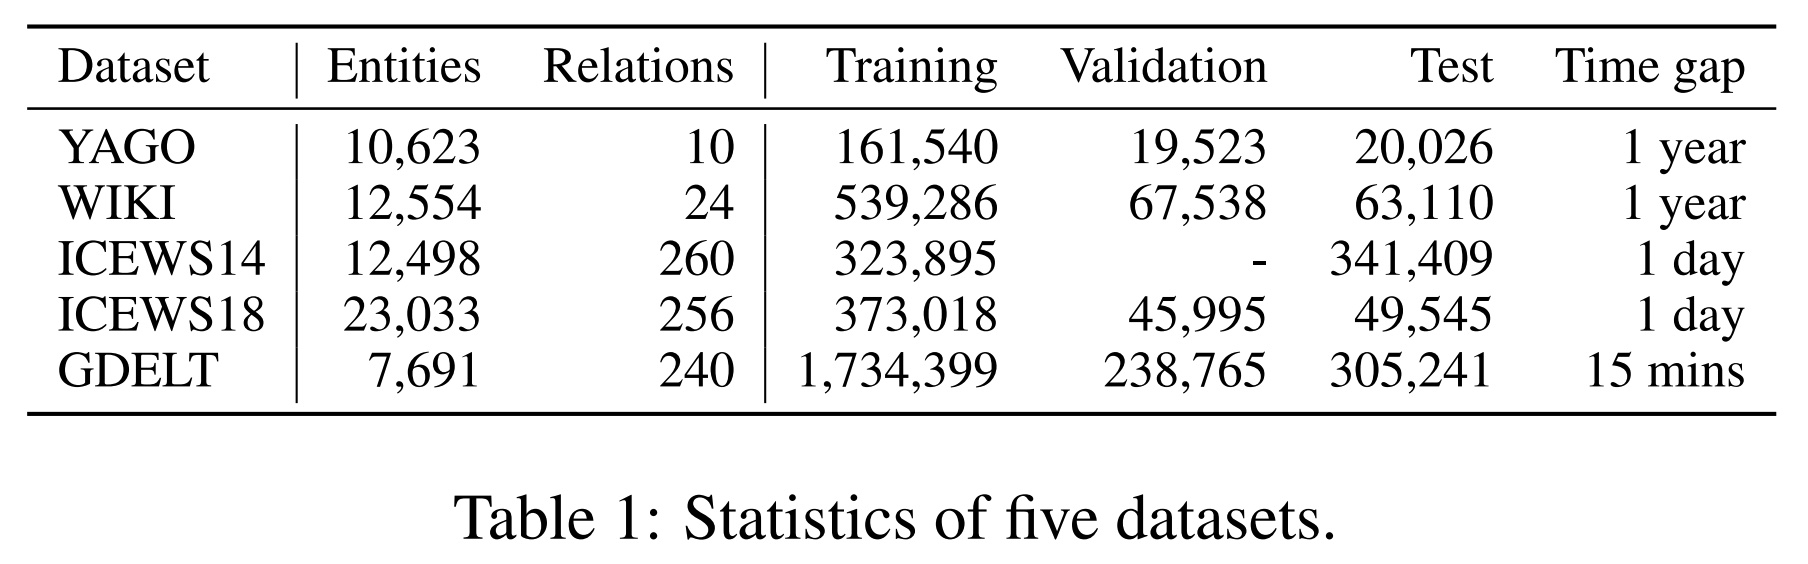 Dataset Entities Relations Training Validation Test Time gap
YAGO 10,623 10 161,540 19,523 20,026 1 year
WIKI 12,554 24 539,286 67,538 63,110 1 year
ICEWS14 12,498 260 323,895 - 341,409 1 day
ICEWS18 23,033 256 373,018 45,995 49,545 1 day
GDELT 7,691 240 1,734,399 238,765 305,241 15 mins
Table 1: Statistics of five datasets.